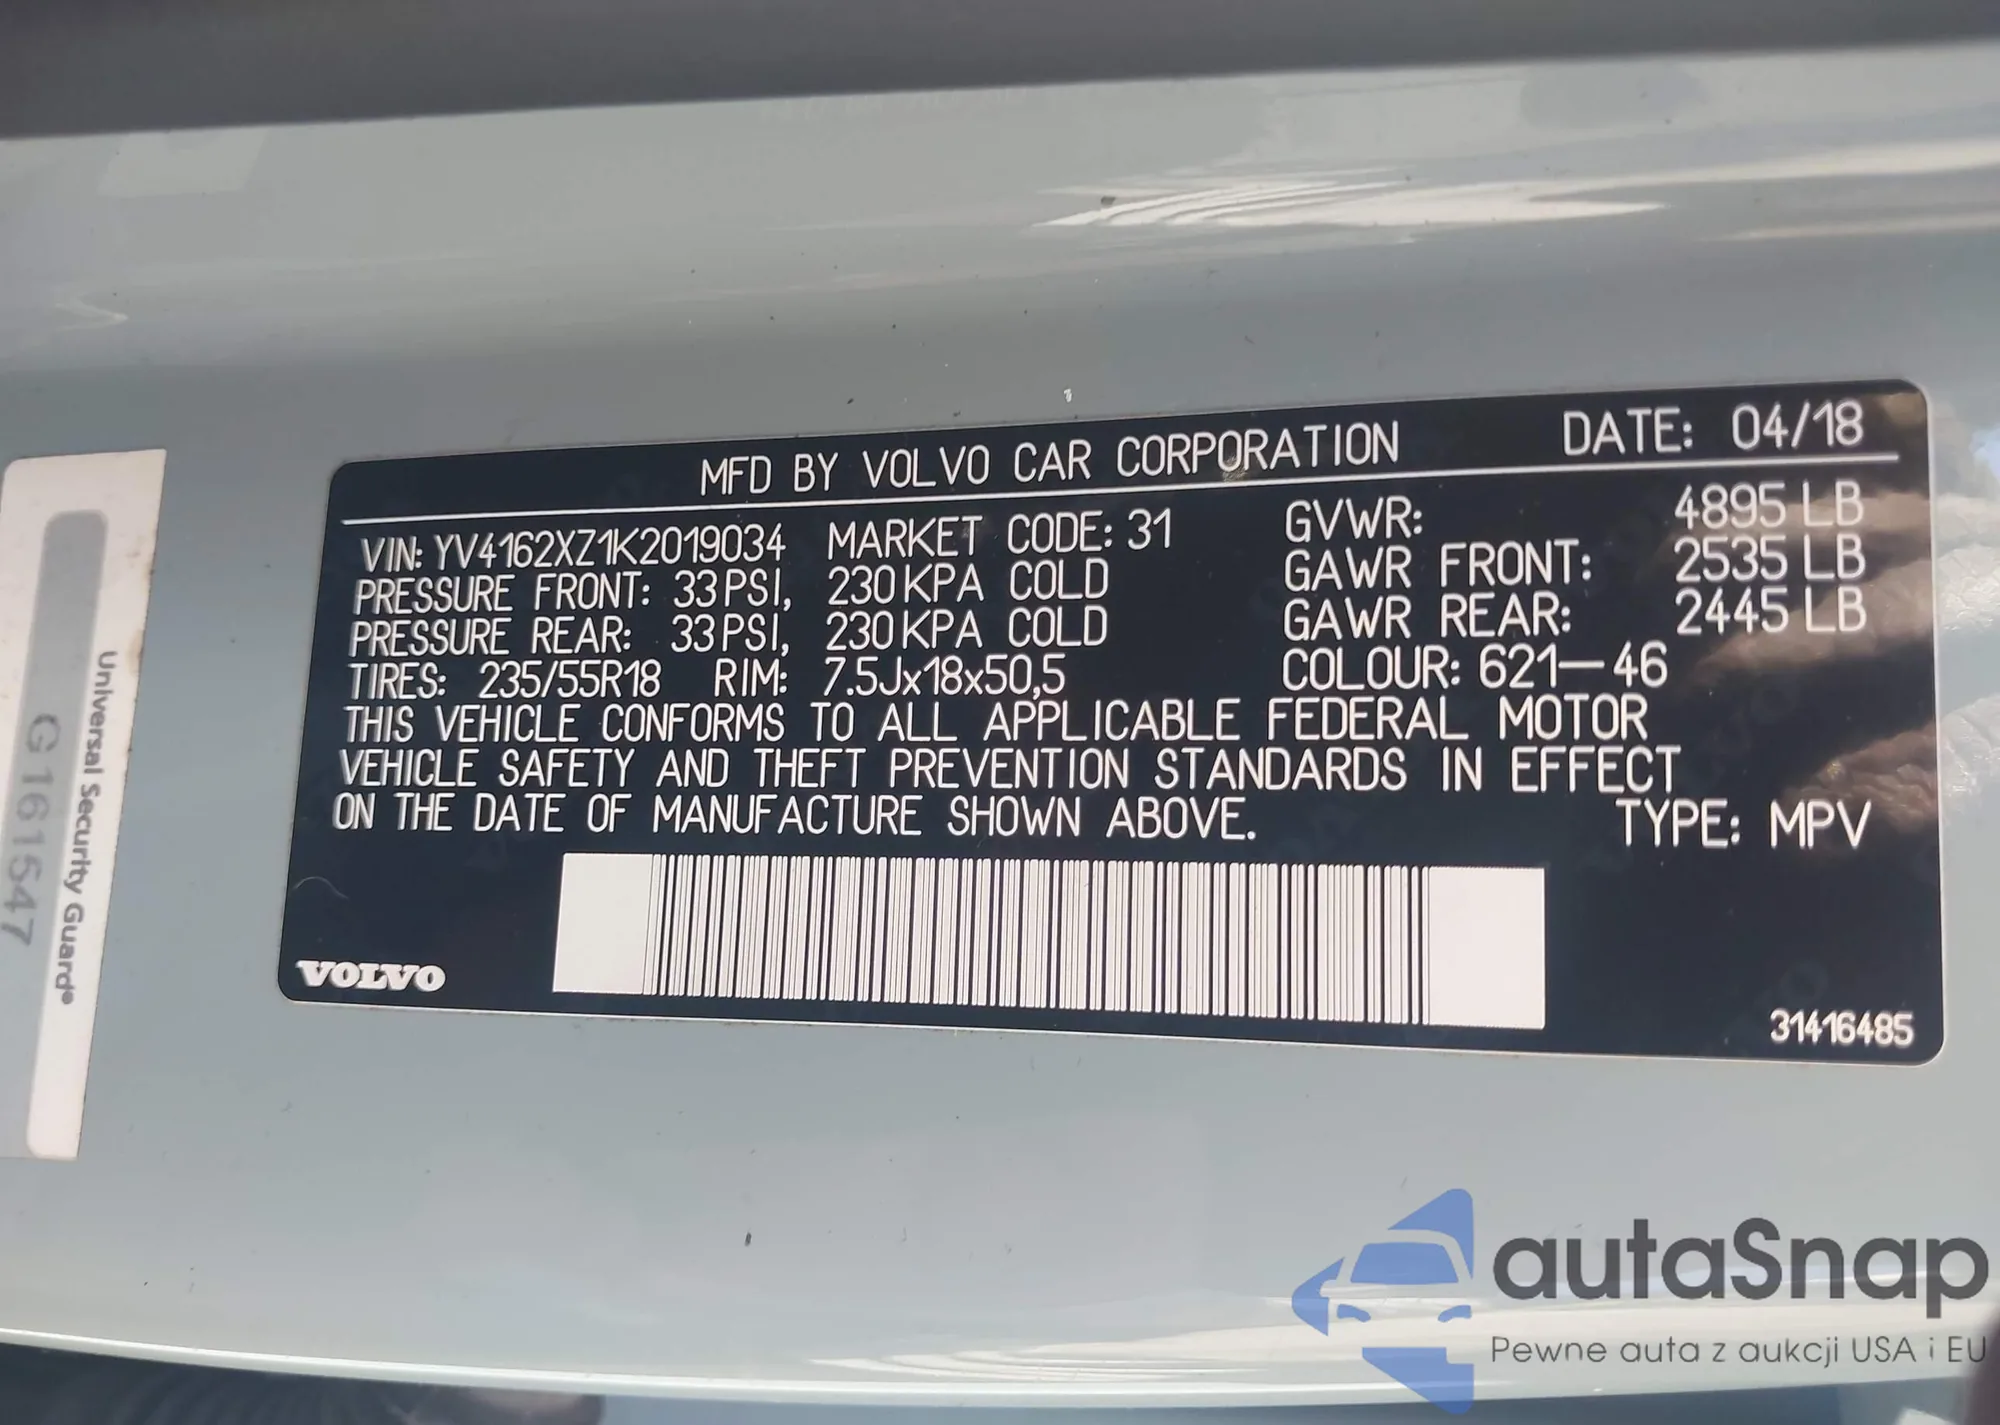 MFD BY VOLVO CAR CORPORATION DATE: 04/18
VIN: YV4162XZ1K2019034 MARKET CODE: 31 GVWR: 4895 LB
PRESSURE FRONT: 33 PSI, 230 KPA COLD GAWR FRONT: 2535 LB
PRESSURE REAR: 33 PSI, 230 KPA COLD GAWR REAR: 2445 LB
TIRES: 235/55R18 RIM: 7.5Jx18x50,5 COLOUR: 621-46
THIS VEHICLE CONFORMS TO ALL APPLICABLE FEDERAL MOTOR
VEHICLE SAFETY AND THEFT PREVENTION STANDARDS IN EFFECT
ON THE DATE OF MANUFACTURE SHOWN ABOVE. TYPE: MPV
VOLVO
31416485
Universal Security Guard®
G161547
autaSnap
Pewne auta z aukcji USA i EU